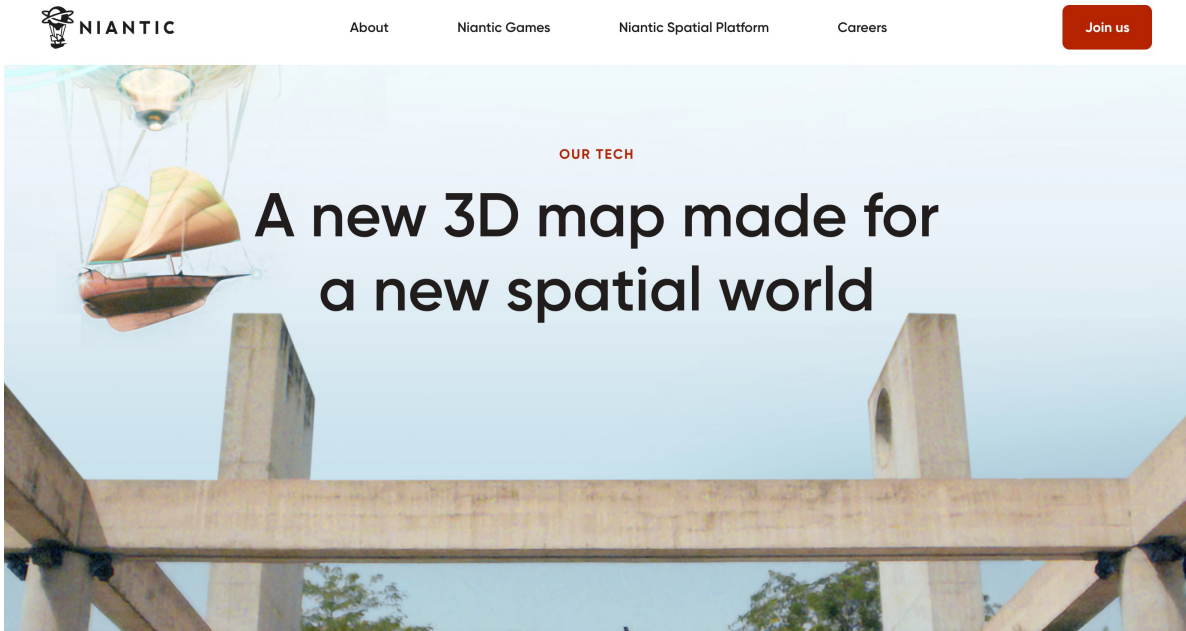 NIANTIC
About
Niantic Games
Niantic Spatial Platform
Careers
Join us
OUR TECH
A new 3D map made for
a new spatial world